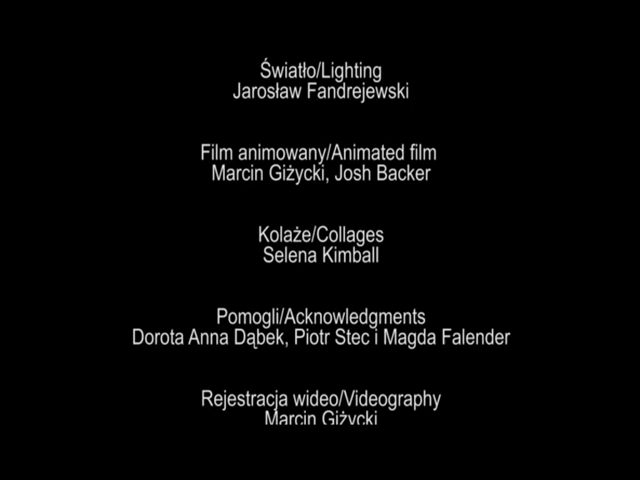 Światło/Lighting
Jarosław Fandrejewski
Film animowany/Animated film
Marcin Giżycki, Josh Backer
Kolaże/Collages
Selena Kimball
Pomogli/Acknowledgments
Dorota Anna Dąbek, Piotr Stec i Magda Falender
Rejestracja wideo/Videography
Marcin Giżycki